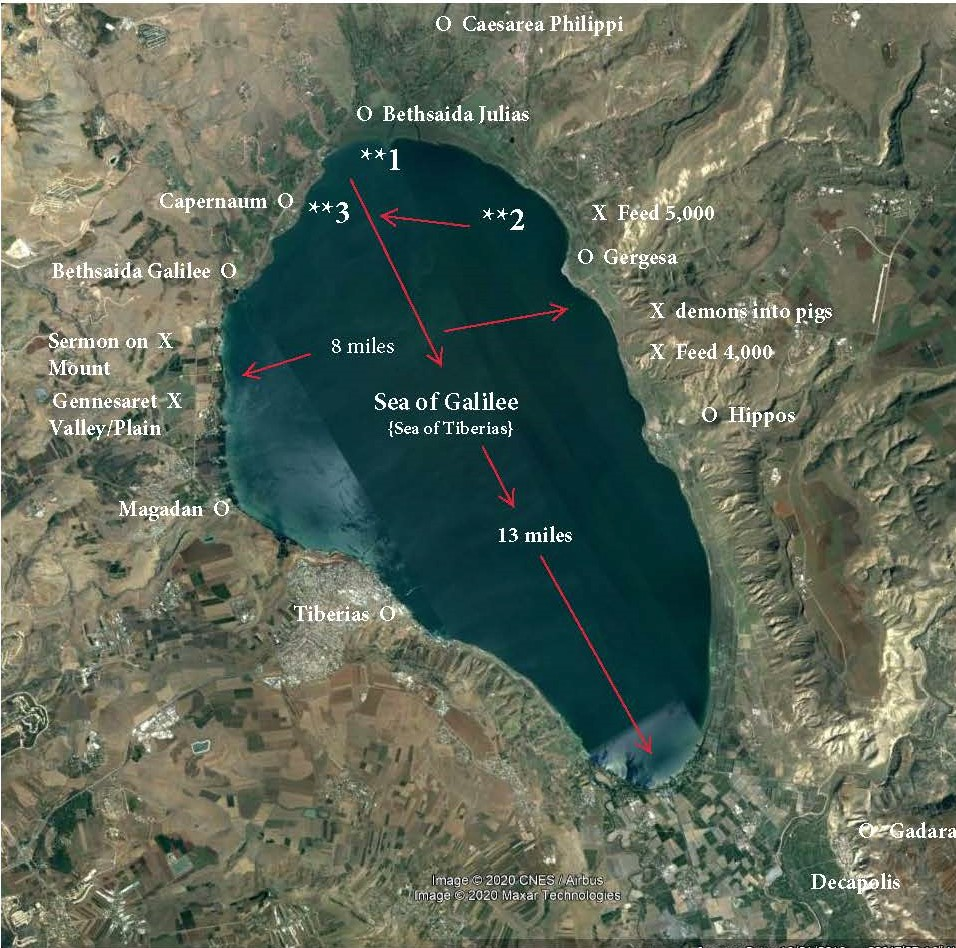 O Caesarea Philippi
O Bethsaida Julias
**1
Capernaum O
**3
**2
X Feed 5,000
O Gergesa
Bethsaida Galilee O
X demons into pigs
Sermon on X
Mount
8 miles
X Feed 4,000
Gennesaret X
Valley/Plain
Sea of Galilee
{Sea of Tiberias}
O Hippos
Magadan O
13 miles
Tiberias O
O Gadara
Decapolis
Image © 2020 CNES / Airbus
Image © 2020 Maxar Technologies